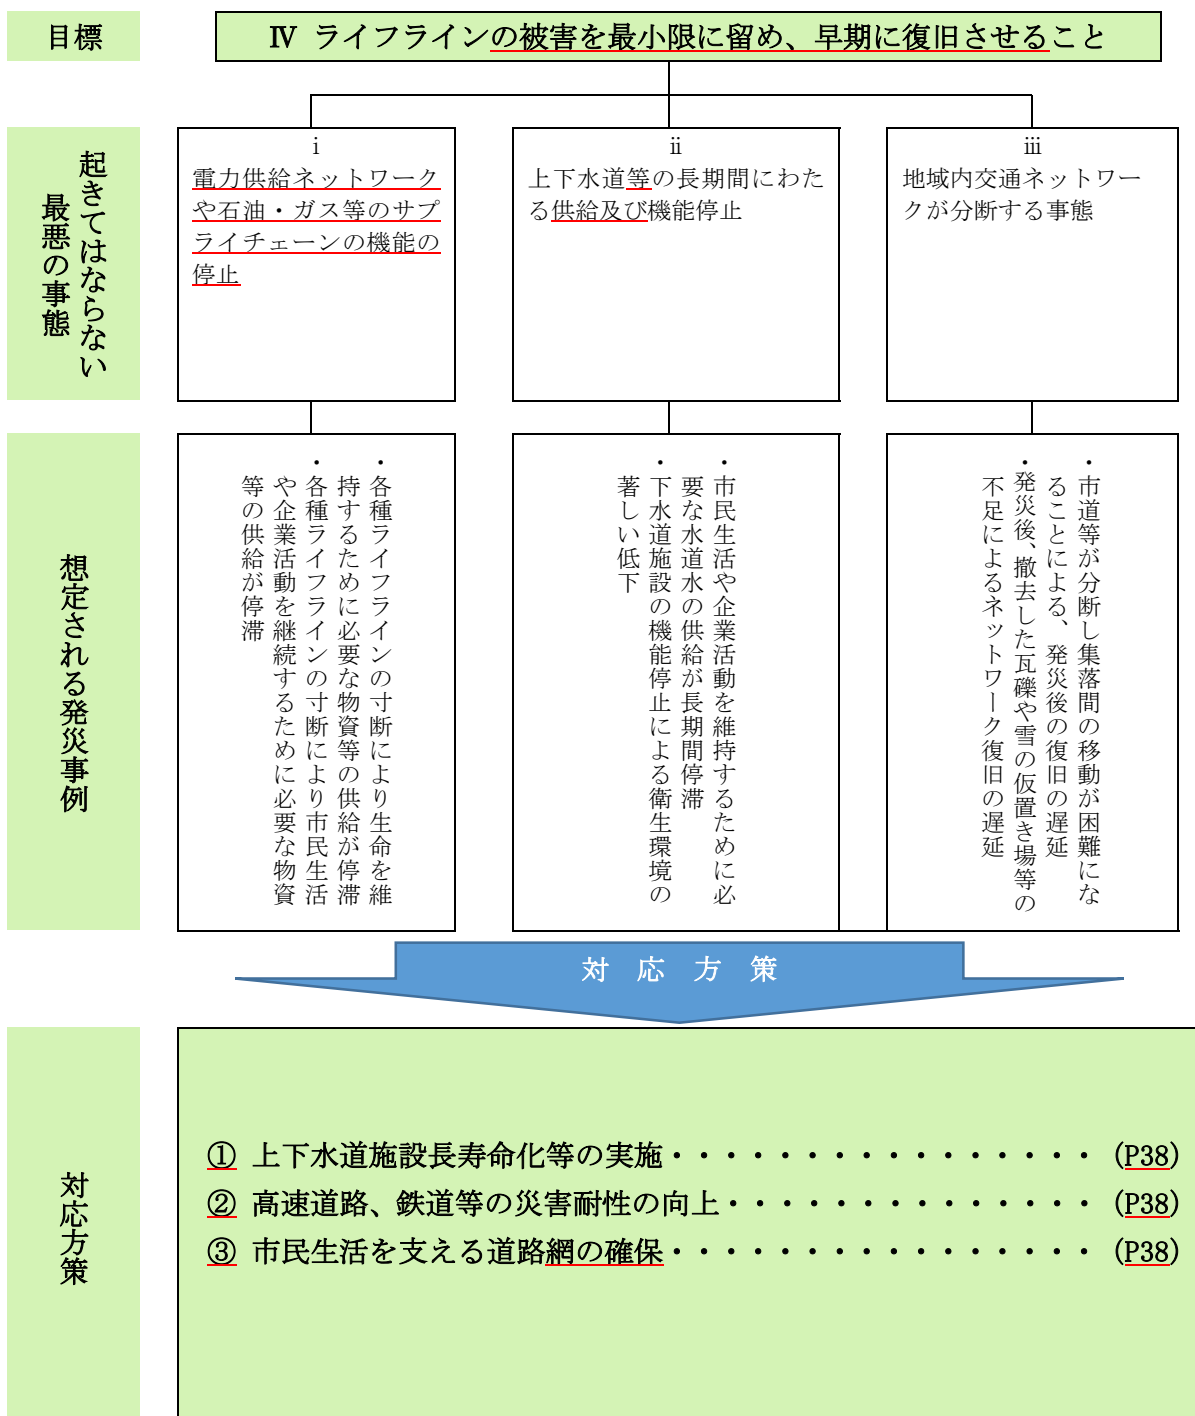 目標
Ⅳ ライフラインの被害を最小限に留め、早期に復旧させること
起きてはならない
最悪の事態
ⅰ
電力供給ネットワーク
や石油・ガス等のサプ
ライチェーンの機能の
停止
ⅱ
上下水道等の長期間にわた
る供給及び機能停止
ⅲ
地域内交通ネットワー
クが分断する事態
想定される発災事例
・各種ライフラインの寸断により生命を維
持するために必要な物資等の供給が停滞
・各種ライフラインの寸断により市民生活
や企業活動を継続するために必要な物資
等の供給が停滞
・市民生活や企業活動を維持するために必
要な水道水の供給が長期間停滞
・下水道施設の機能停止による衛生環境の
著しい低下
・市道等が分断し集落間の移動が困難にな
ることによる、発災後の復旧の遅延
・発災後、撤去した瓦礫や雪の仮置き場等の
不足によるネットワーク復旧の遅延
対応方策
対応方策
① 上下水道施設長寿命化等の実施・・・・・・・・・・・・・・・・（P38）
② 高速道路、鉄道等の災害耐性の向上・・・・・・・・・・・・・・（P38）
③ 市民生活を支える道路網の確保・・・・・・・・・・・・・・・・（P38）